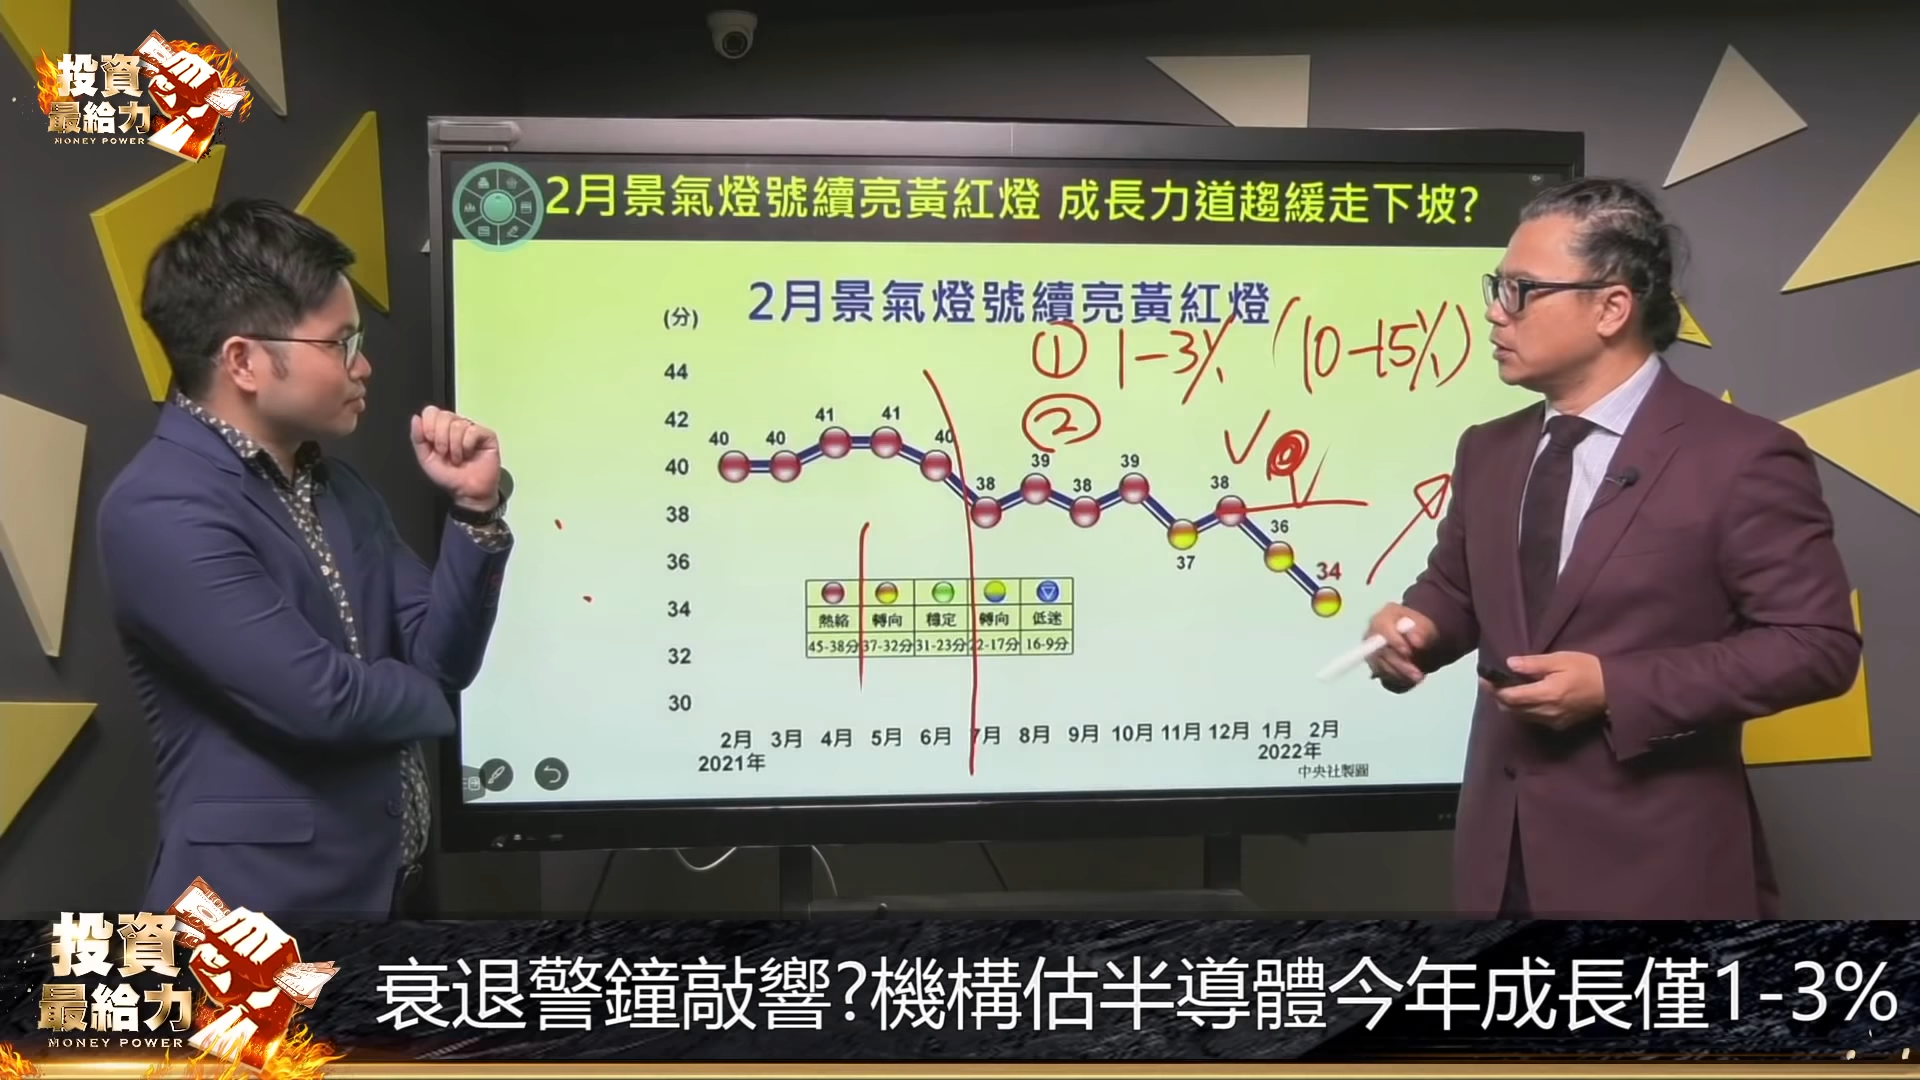 投資
最給力
MONEY POWER
2月景氣燈號續亮黃紅燈 成長力道趨緩走下坡?
2月景氣燈號續亮黃紅燈
(分)
① 1-3% (10-15%)
②
44
42
40
38
36
34
32
30
40 40 41 41 40 38 39 38 39 37 38 36 34
熱絡 轉向 穩定 轉向 低迷
45-38分 37-32分 31-23分 22-17分 16-9分
2月 3月 4月 5月 6月 7月 8月 9月 10月 11月 12月 1月 2月
2021年 2022年
中央社製圖
投資
最給力
MONEY POWER
衰退警鐘敲響?機構估半導體今年成長僅1-3%